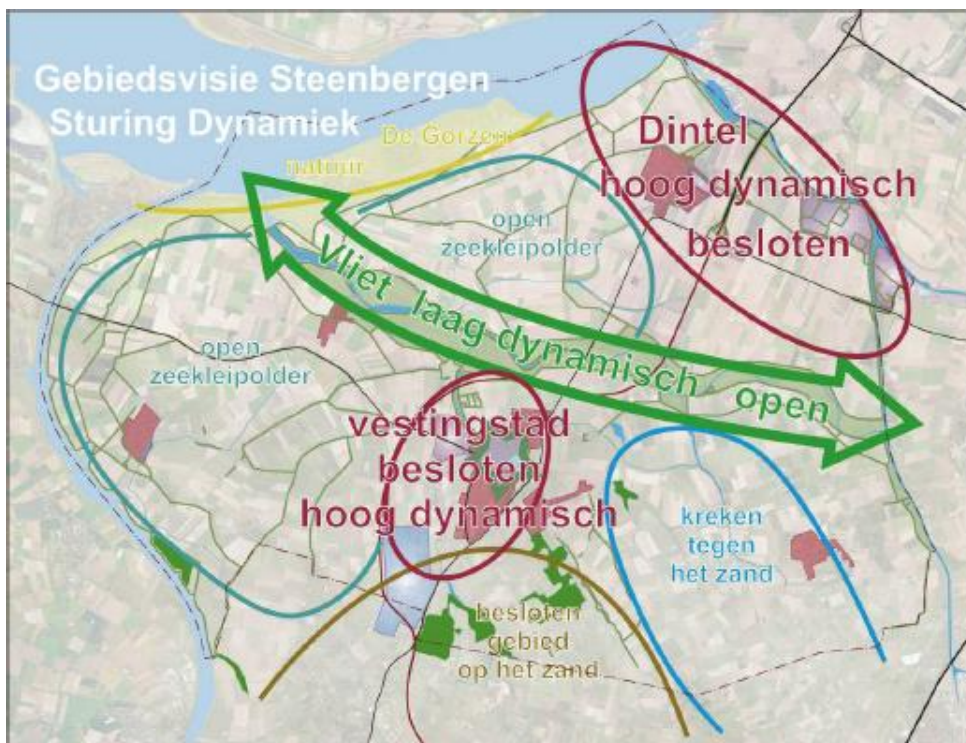 Gebiedsvisie Steenbergen
Sturing Dynamiek
De Gorzen
natuur
Dintel
hoog dynamisch
besloten
open
zeekleipolder
Vliet laag dynamisch open
open
zeekleipolder
vestingstad
besloten
hoog dynamisch
kreken
tegen
het zand
besloten
gebied
op het zand